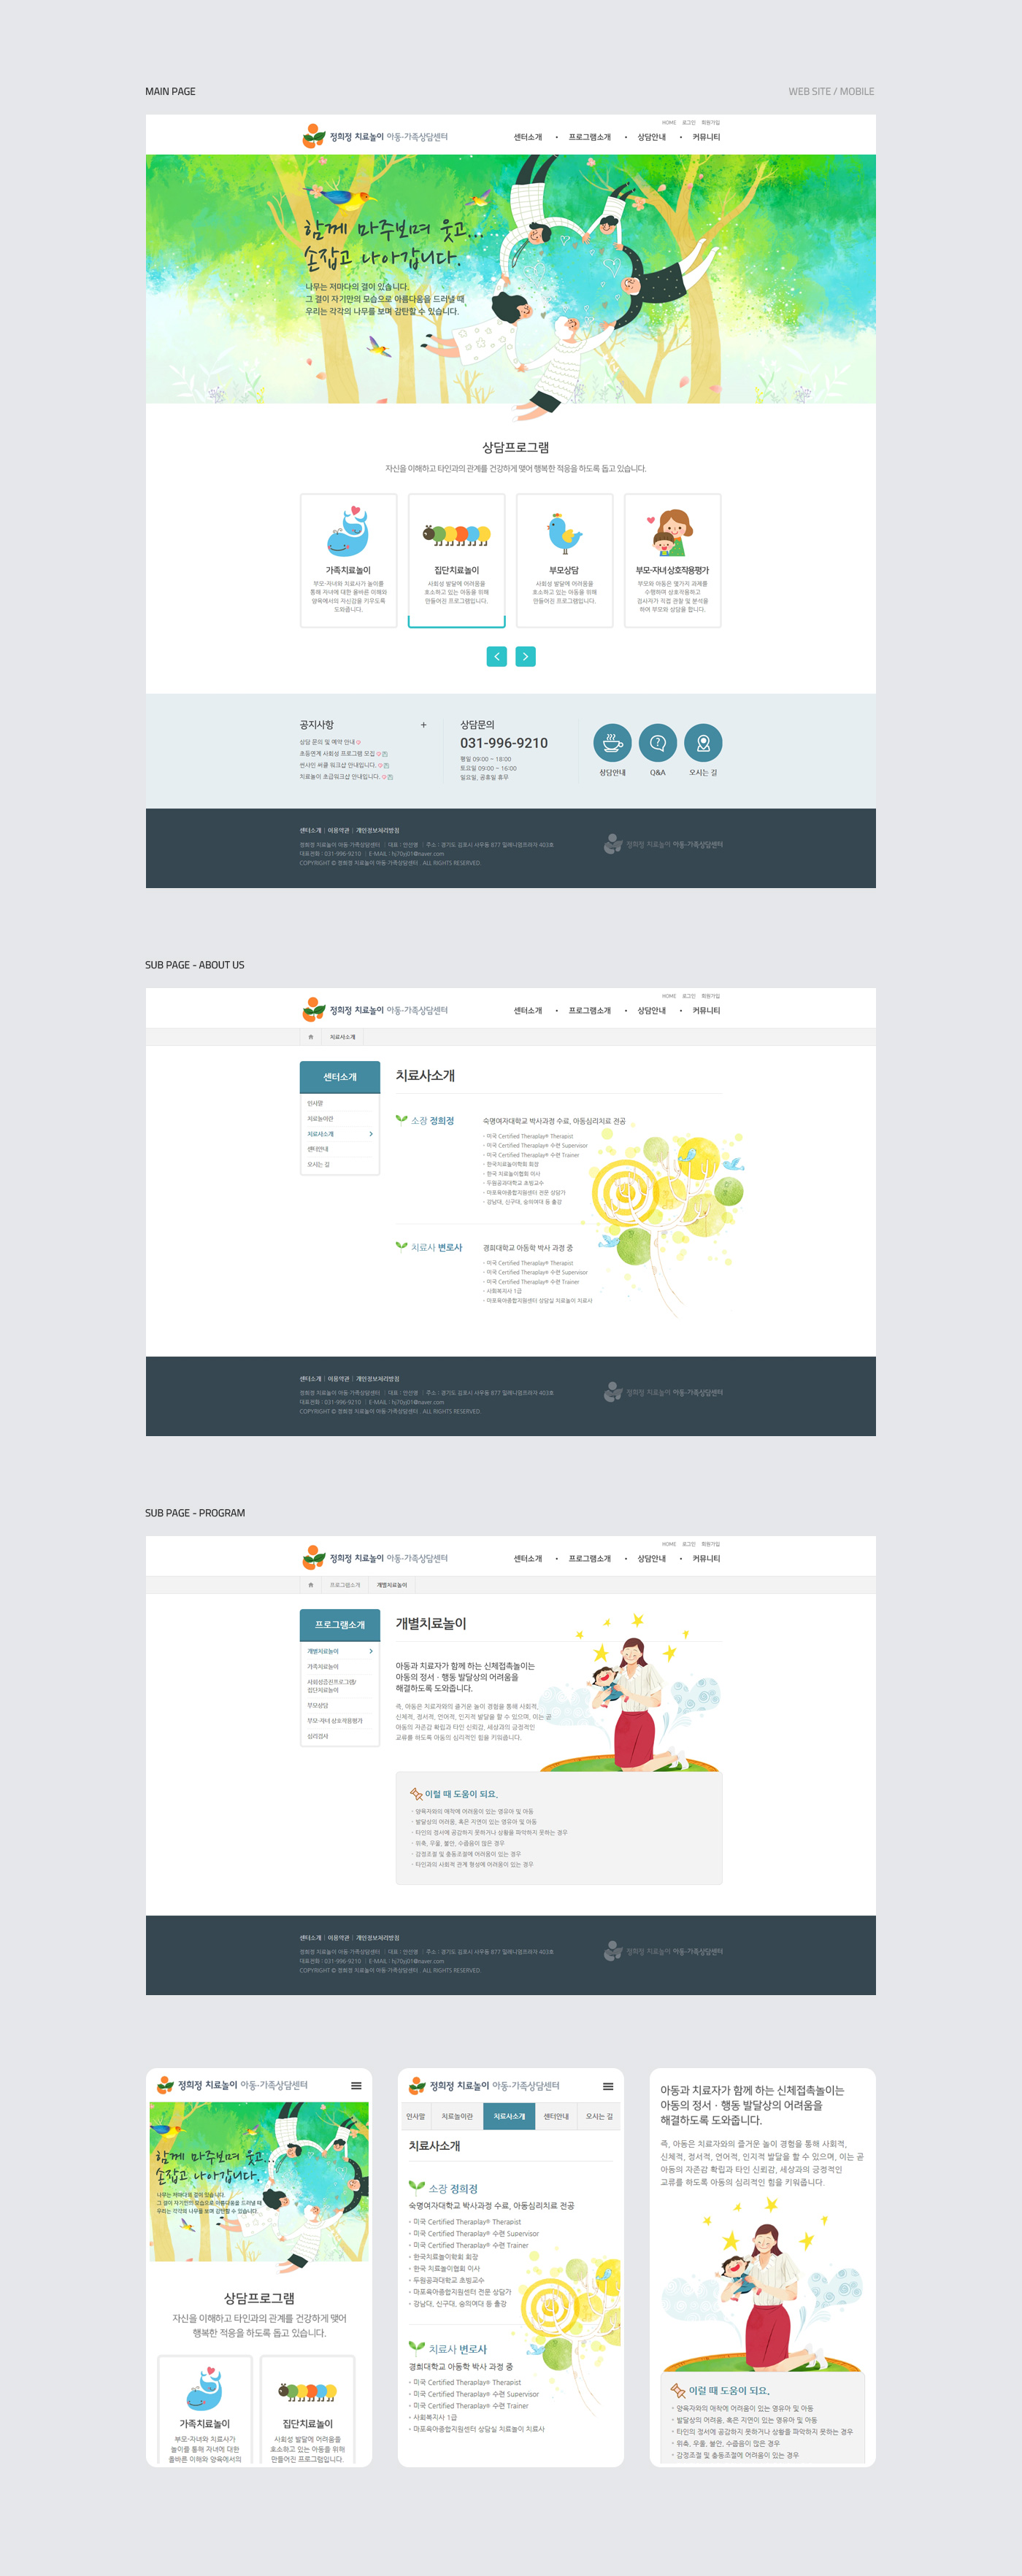 MAIN PAGE
WEB SITE / MOBILE
HOME 로그인 회원가입
정희정 치료놀이 아동·가족상담센터
센터소개 • 프로그램소개 • 상담안내 • 커뮤니티
함께 마주보며 웃고...
손잡고 나아갑니다.
나무는 저마다의 결이 있습니다.
그 결이 자기만의 모습으로 아름다움을 드러낼 때,
우리는 각각의 나무를 보며 감탄할 수 있습니다.
상담프로그램
자신을 이해하고 타인과의 관계를 건강하게 맺어 행복한 적응을 하도록 돕고 있습니다.
가족치료놀이
부모-자녀와 치료사가 놀이를
통해 자녀에 대한 올바른 이해와
양육에서의 자신감을 키우도록
도와줍니다.
집단치료놀이
사회성 발달에 어려움을
호소하고 있는 아동을 위해
만들어진 프로그램입니다.
부모상담
사회성 발달에 어려움을
호소하고 있는 아동을 위해
만들어진 프로그램입니다.
부모-자녀 상호작용평가
부모와 아동은 몇가지 과제를
수행하며 상호작용하고
검사자가 직접 관찰 및 분석을
하여 부모와 상담을 합니다.
공지사항 +
상담 문의 및 예약 안내
초등연계 사회성 프로그램 모집
썬샤인 써클 워크샵 안내입니다.
치료놀이 초급워크샵 안내입니다.
상담문의
031-996-9210
평일 09:00 ~ 18:00
토요일 09:00 ~ 16:00
일요일, 공휴일 휴무
상담안내 Q&A 오시는 길
센터소개 | 이용약관 | 개인정보처리방침
정희정 치료놀이 아동·가족상담센터 | 대표 : 안선영 | 주소 : 경기도 김포시 사우동 877 일레니엄프라자 403호
대표전화 : 031-996-9210 | E-MAIL : hj70yj01@naver.com
COPYRIGHT © 정희정 치료놀이 아동·가족상담센터 . ALL RIGHTS RESERVED.
정희정 치료놀이 아동·가족상담센터
SUB PAGE - ABOUT US
HOME 로그인 회원가입
정희정 치료놀이 아동·가족상담센터
센터소개 • 프로그램소개 • 상담안내 • 커뮤니티
치료사소개
센터소개
인사말
치료놀이란
치료사소개
센터안내
오시는 길
치료사소개
소장 정희정
숙명여자대학교 박사과정 수료, 아동심리치료 전공
· 미국 Certified Theraplay® Therapist
· 미국 Certified Theraplay® 수련 Supervisor
· 미국 Certified Theraplay® 수련 Trainer
· 한국치료놀이학회 회장
· 한국 치료놀이협회 이사
· 두원공과대학교 초빙교수
· 마포육아종합지원센터 전문 상담가
· 강남대, 신구대, 숭의여대 등 출강
치료사 변로사
경희대학교 아동학 박사 과정 중
· 미국 Certified Theraplay® Therapist
· 미국 Certified Theraplay® 수련 Supervisor
· 미국 Certified Theraplay® 수련 Trainer
· 사회복지사 1급
· 마포육아종합지원센터 상담실 치료놀이 치료사
센터소개 | 이용약관 | 개인정보처리방침
정희정 치료놀이 아동·가족상담센터 | 대표 : 안선영 | 주소 : 경기도 김포시 사우동 877 일레니엄프라자 403호
대표전화 : 031-996-9210 | E-MAIL : hj70yj01@naver.com
COPYRIGHT © 정희정 치료놀이 아동·가족상담센터 . ALL RIGHTS RESERVED.
정희정 치료놀이 아동·가족상담센터
SUB PAGE - PROGRAM
HOME 로그인 회원가입
정희정 치료놀이 아동·가족상담센터
센터소개 • 프로그램소개 • 상담안내 • 커뮤니티
프로그램소개 개별치료놀이
프로그램소개
개별치료놀이
가족치료놀이
사회성증진프로그램/
집단치료놀이
부모상담
부모-자녀 상호작용평가
심리검사
개별치료놀이
아동과 치료자가 함께 하는 신체접촉놀이는
아동의 정서 · 행동 발달상의 어려움을
해결하도록 도와줍니다.
즉, 아동은 치료자와의 즐거운 놀이 경험을 통해 사회적,
신체적, 정서적, 언어적, 인지적 발달을 할 수 있으며, 이는 곧
아동의 자존감 확립과 타인 신뢰감, 세상과의 긍정적인
교류를 하도록 아동의 심리적인 힘을 키워줍니다.
이럴 때 도움이 되요.
· 양육자와의 애착에 어려움이 있는 영유아 및 아동
· 발달상의 어려움, 혹은 지연이 있는 영유아 및 아동
· 타인의 정서에 공감하지 못하거나 상황을 파악하지 못하는 경우
· 위축, 우울, 불안, 수줍음이 많은 경우
· 감정조절 및 충동조절에 어려움이 있는 경우
· 타인과의 사회적 관계 형성에 어려움이 있는 경우
센터소개 | 이용약관 | 개인정보처리방침
정희정 치료놀이 아동·가족상담센터 | 대표 : 안선영 | 주소 : 경기도 김포시 사우동 877 일레니엄프라자 403호
대표전화 : 031-996-9210 | E-MAIL : hj70yj01@naver.com
COPYRIGHT © 정희정 치료놀이 아동·가족상담센터 . ALL RIGHTS RESERVED.
정희정 치료놀이 아동·가족상담센터
정희정 치료놀이 아동·가족상담센터
함께 마주보며 웃고...
손잡고 나아갑니다.
나무는 저마다의 결이 있습니다.
그 결이 자기만의 모습으로 아름다움을 드러낼 때,
우리는 각각의 나무를 보며 감탄할 수 있습니다.
상담프로그램
자신을 이해하고 타인과의 관계를 건강하게 맺어
행복한 적응을 하도록 돕고 있습니다.
가족치료놀이
부모-자녀와 치료사가
놀이를 통해 자녀에 대한
올바른 이해와 양육에서의
집단치료놀이
사회성 발달에 어려움을
호소하고 있는 아동을 위해
만들어진 프로그램입니다.
정희정 치료놀이 아동·가족상담센터
인사말 치료놀이란 치료사소개 센터안내 오시는 길
치료사소개
소장 정희정
숙명여자대학교 박사과정 수료, 아동심리치료 전공
· 미국 Certified Theraplay® Therapist
· 미국 Certified Theraplay® 수련 Supervisor
· 미국 Certified Theraplay® 수련 Trainer
· 한국치료놀이학회 회장
· 한국 치료놀이협회 이사
· 두원공과대학교 초빙교수
· 마포육아종합지원센터 전문 상담가
· 강남대, 신구대, 숭의여대 등 출강
치료사 변로사
경희대학교 아동학 박사 과정 중
· 미국 Certified Theraplay® Therapist
· 미국 Certified Theraplay® 수련 Supervisor
· 미국 Certified Theraplay® 수련 Trainer
· 사회복지사 1급
· 마포육아종합지원센터 상담실 치료놀이 치료사
아동과 치료자가 함께 하는 신체접촉놀이는
아동의 정서 · 행동 발달상의 어려움을
해결하도록 도와줍니다.
즉, 아동은 치료자와의 즐거운 놀이 경험을 통해 사회적,
신체적, 정서적, 언어적, 인지적 발달을 할 수 있으며, 이는 곧
아동의 자존감 확립과 타인 신뢰감, 세상과의 긍정적인
교류를 하도록 아동의 심리적인 힘을 키워줍니다.
이럴 때 도움이 되요.
· 양육자와의 애착에 어려움이 있는 영유아 및 아동
· 발달상의 어려움, 혹은 지연이 있는 영유아 및 아동
· 타인의 정서에 공감하지 못하거나 상황을 파악하지 못하는 경우
· 위축, 우울, 불안, 수줍음이 많은 경우
· 감정조절 및 충동조절에 어려움이 있는 경우